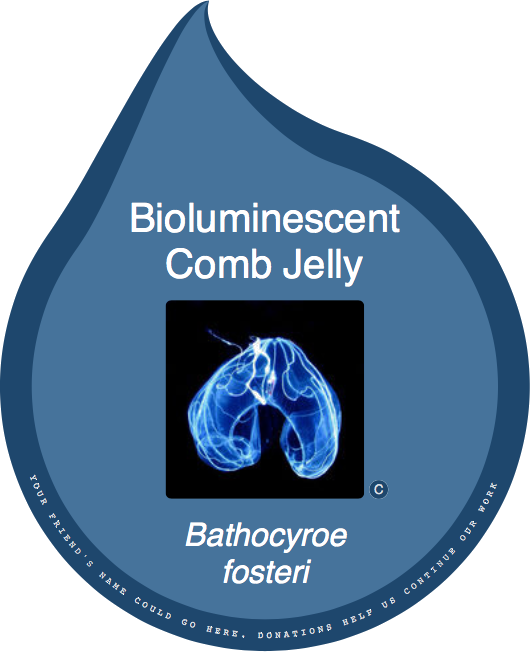 Bioluminescent
Comb Jelly
C
Bathocyroe
fosteri
YOUR FRIEND'S NAME COULD GO HERE. DONATIONS HELP US CONTINUE OUR WORK